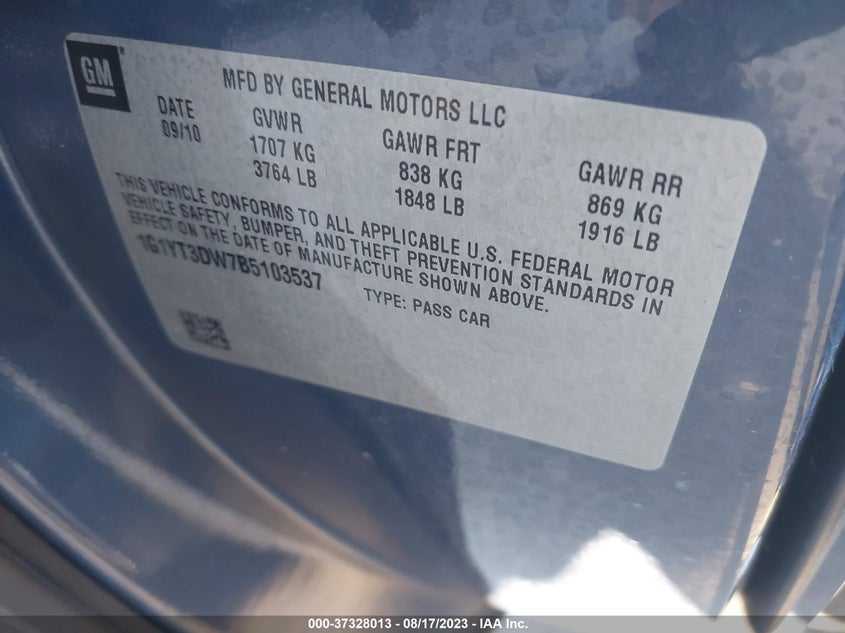 GM
MFD BY GENERAL MOTORS LLC
DATE GVWR GAWR FRT GAWR RR
09/10 1707 KG 838 KG 869 KG
3764 LB 1848 LB 1916 LB
THIS VEHICLE CONFORMS TO ALL APPLICABLE U.S. FEDERAL MOTOR
VEHICLE SAFETY, BUMPER, AND THEFT PREVENTION STANDARDS IN
EFFECT ON THE DATE OF MANUFACTURE SHOWN ABOVE.
1G1YT3DW7B5103537 TYPE: PASS CAR
000-37328013 — 08/17/2023 — IAA Inc.